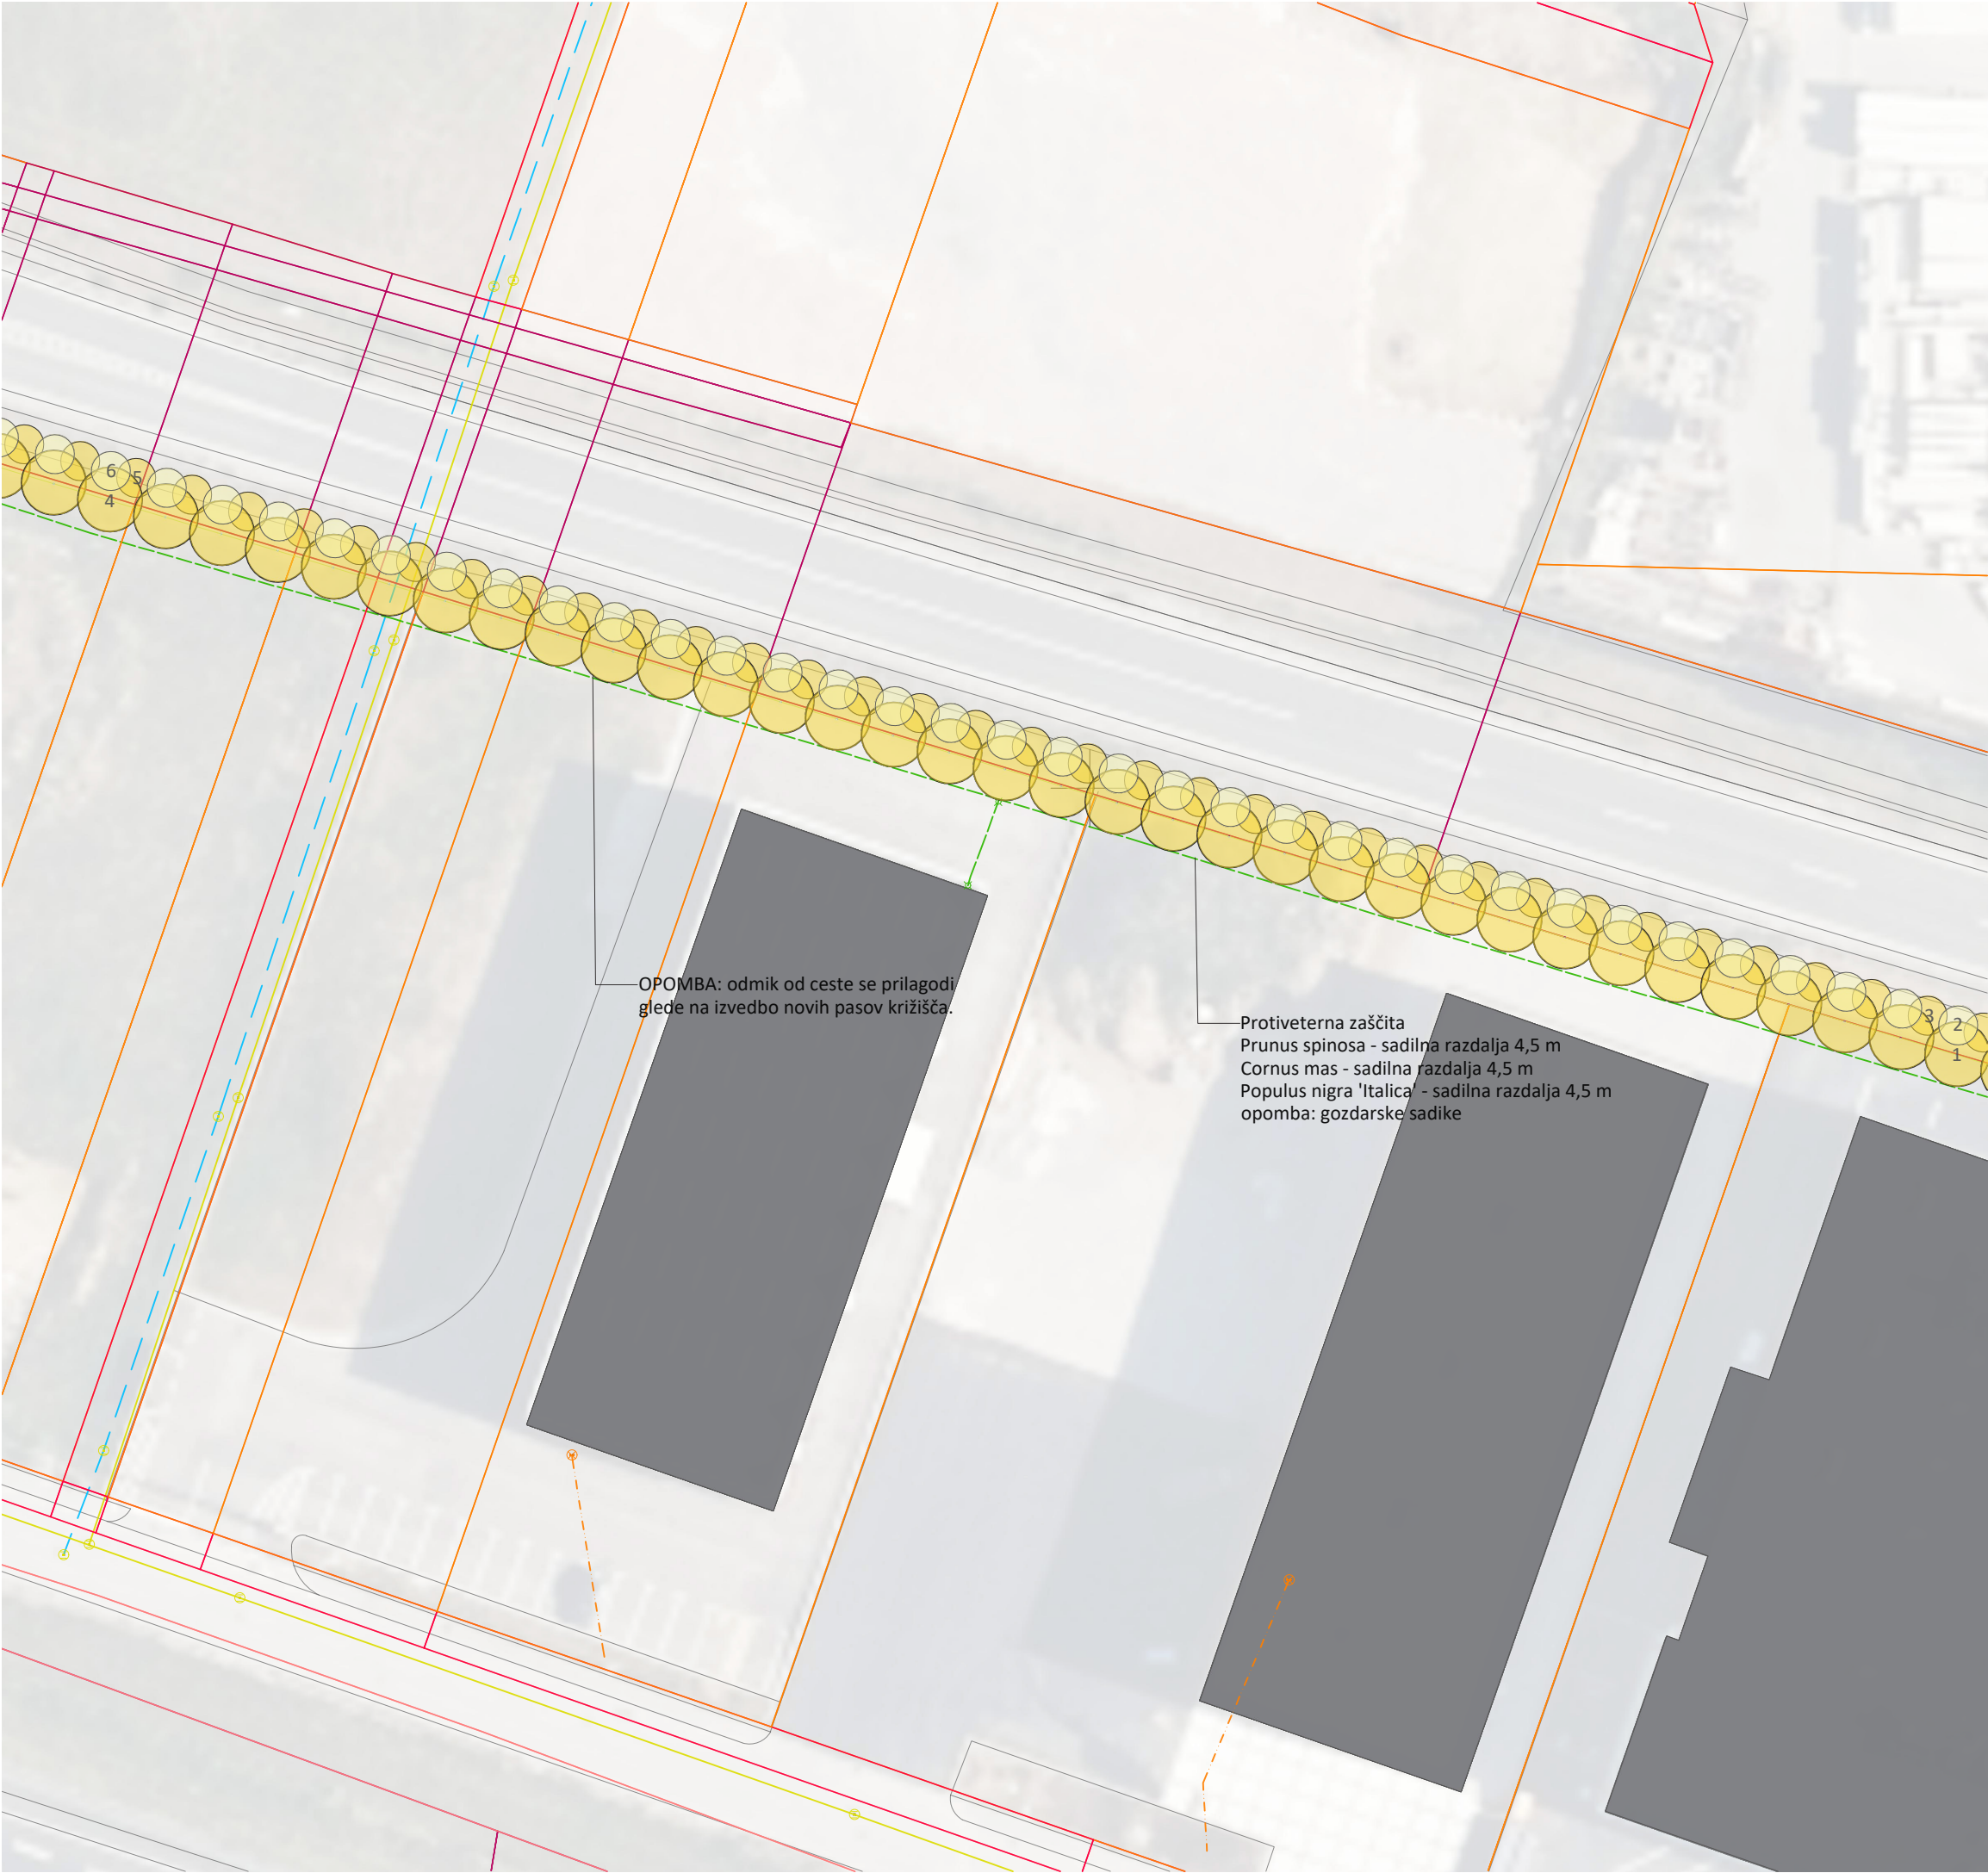 6 5
4
OPOMBA: odmik od ceste se prilagodi
glede na izvedbo novih pasov križišča.
Protiveterna zaščita
Prunus spinosa - sadilna razdalja 4,5 m
Cornus mas - sadilna razdalja 4,5 m
Populus nigra 'Italica' - sadilna razdalja 4,5 m
opomba: gozdarske sadike
3 2
1